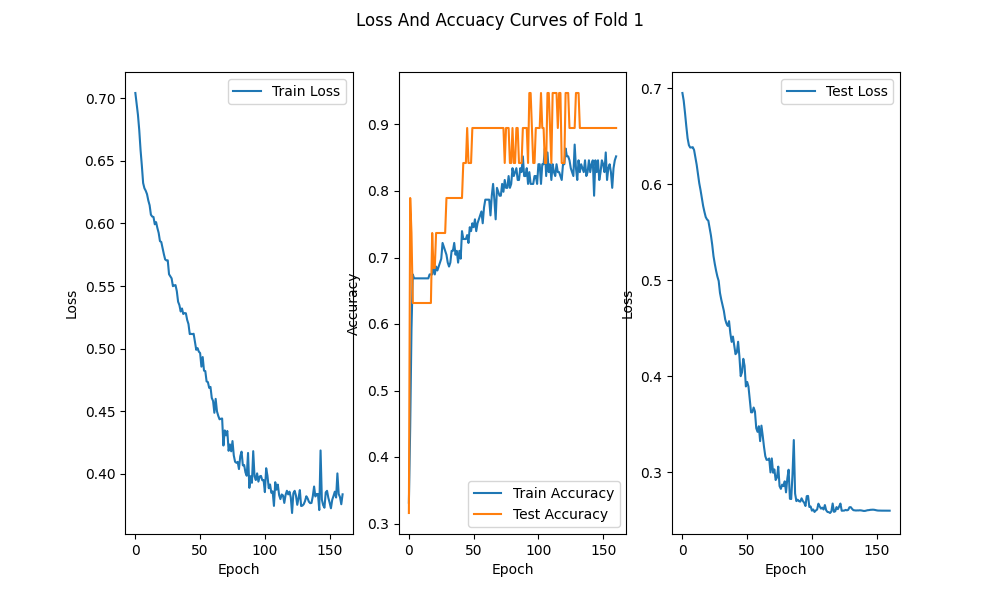 Loss And Accuacy Curves of Fold 1
Train Loss
0.70
0.65
0.60
0.55
0.50
0.45
0.40
Loss
0
50
100
150
Epoch
0.9
0.8
0.7
0.6
0.5
0.4
0.3
Accuracy
Train Accuracy
Test Accuracy
0
50
100
150
Epoch
Test Loss
0.7
0.6
0.5
0.4
0.3
Loss
0
50
100
150
Epoch